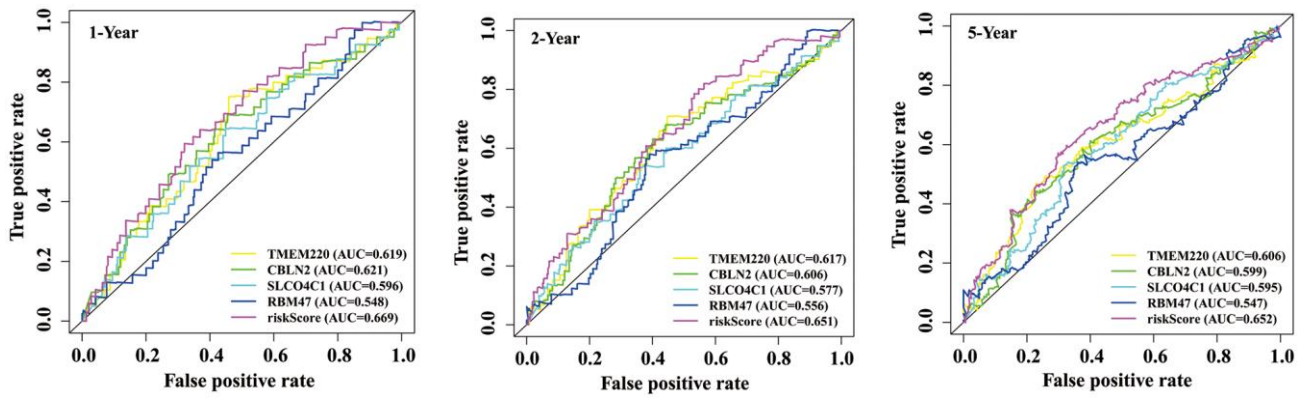 1-Year
True positive rate
1.0
0.8
0.6
0.4
0.2
0.0
TMEM220 (AUC=0.619)
CBLN2 (AUC=0.621)
SLCO4C1 (AUC=0.596)
RBM47 (AUC=0.548)
riskScore (AUC=0.669)
0.0 0.2 0.4 0.6 0.8 1.0
False positive rate
2-Year
True positive rate
1.0
0.8
0.6
0.4
0.2
0.0
TMEM220 (AUC=0.617)
CBLN2 (AUC=0.606)
SLCO4C1 (AUC=0.577)
RBM47 (AUC=0.556)
riskScore (AUC=0.651)
0.0 0.2 0.4 0.6 0.8 1.0
False positive rate
5-Year
True positive rate
1.0
0.8
0.6
0.4
0.2
0.0
TMEM220 (AUC=0.606)
CBLN2 (AUC=0.599)
SLCO4C1 (AUC=0.595)
RBM47 (AUC=0.547)
riskScore (AUC=0.652)
0.0 0.2 0.4 0.6 0.8 1.0
False positive rate